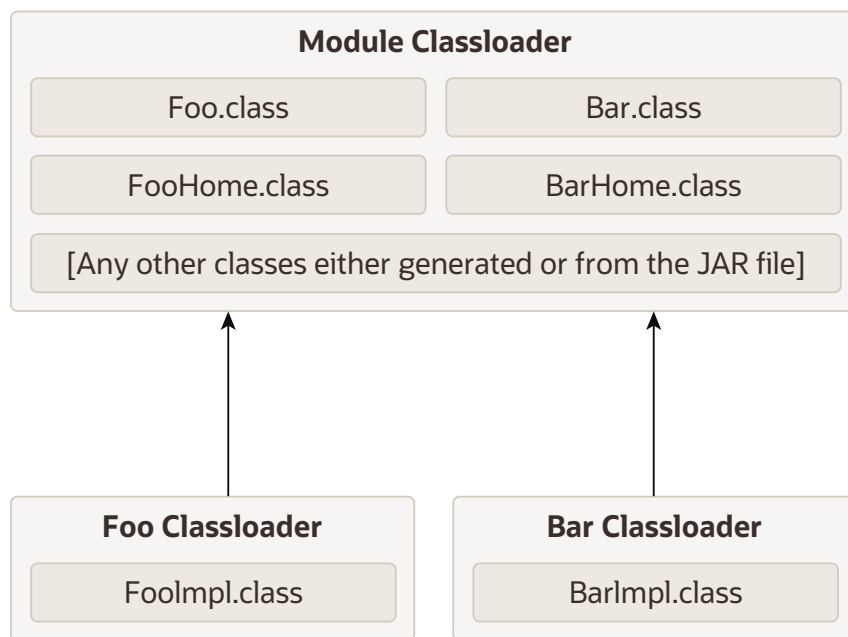 Module Classloader
Foo.class
Bar.class
FooHome.class
BarHome.class
[Any other classes either generated or from the JAR file]
Foo Classloader
Bar Classloader
FooImpl.class
BarImpl.class